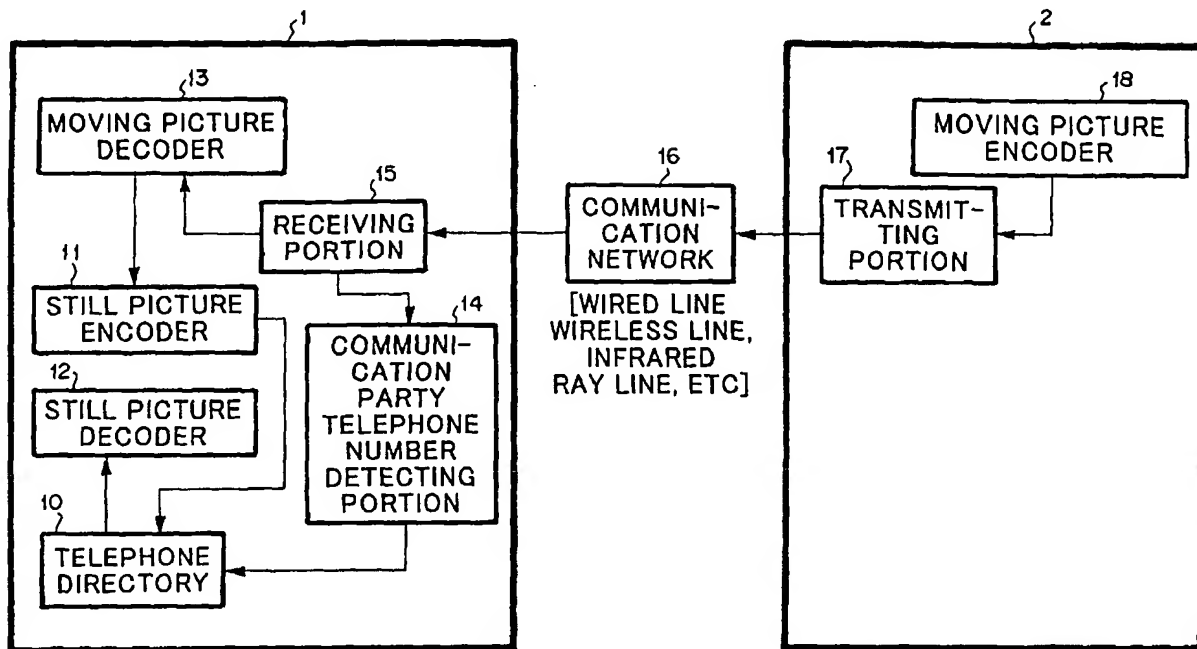 1
13
MOVING PICTURE
DECODER
15
RECEIVING
PORTION
11
STILL PICTURE
ENCODER
12
STILL PICTURE
DECODER
14
COMMUNI-
CATION
PARTY
TELEPHONE
NUMBER
DETECTING
PORTION
10
TELEPHONE
DIRECTORY
16
COMMUNI-
CATION
NETWORK
[WIRED LINE
WIRELESS LINE,
INFRARED
RAY LINE, ETC]
2
18
MOVING PICTURE
ENCODER
17
TRANSMIT-
TING
PORTION